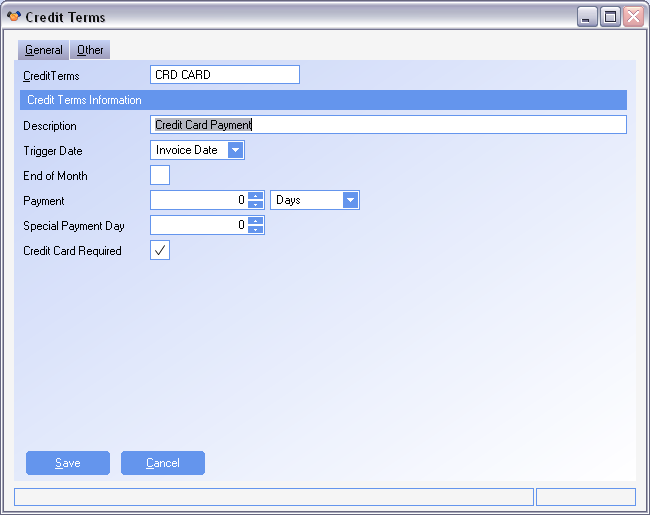 Credit Terms
General Other
CreditTerms CRD CARD
Credit Terms Information
Description Credit Card Payment
Trigger Date Invoice Date
End of Month
Payment 0 Days
Special Payment Day 0
Credit Card Required
Save Cancel